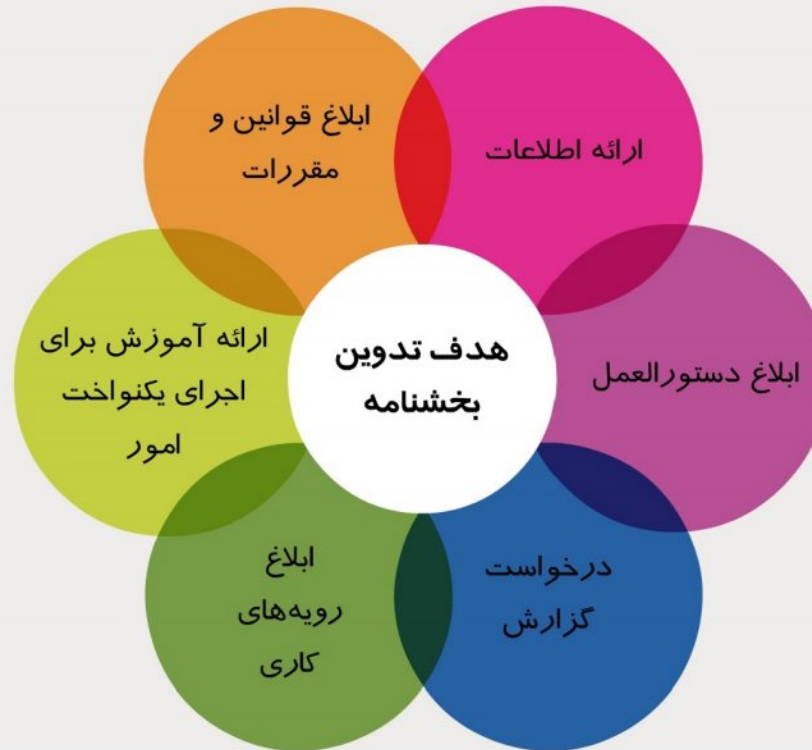 هدف تدوین
بخشنامه
ارائه اطلاعات
ابلاغ دستورالعمل
درخواست
گزارش
ابلاغ
رویه‌های
کاری
ارائه آموزش برای
اجرای یکنواخت
امور
ابلاغ قوانین و
مقررات